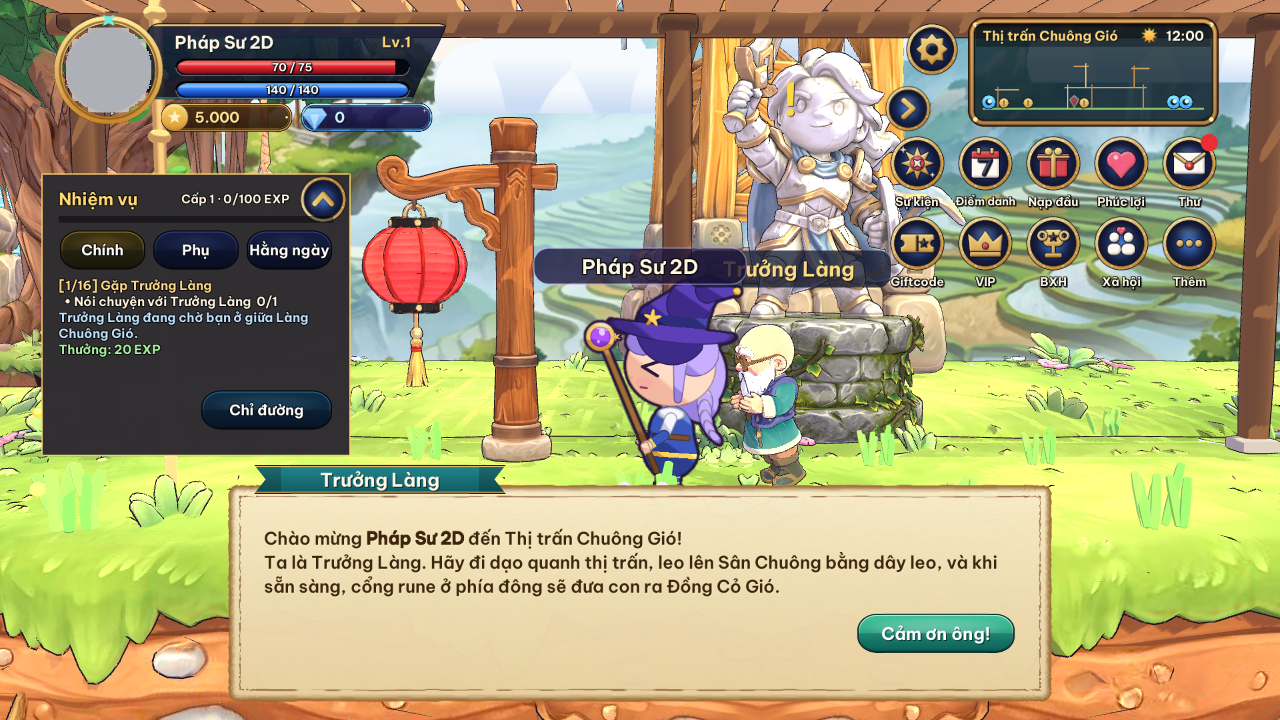 Pháp Sư 2D
Lv.1
70 / 75
140 / 140
5.000
0
Thị trấn Chuông Gió
12:00
7
Sự kiện
Điểm danh
Nạp đầu
Phúc lợi
Thư
Giftcode
VIP
BXH
Xã hội
Thêm
Nhiệm vụ
Cấp 1 · 0/100 EXP
Chính
Phụ
Hằng ngày
[1/16] Gặp Trưởng Làng
• Nói chuyện với Trưởng Làng 0/1
Trưởng Làng đang chờ bạn ở giữa Làng
Chuông Gió.
Thưởng: 20 EXP
Chỉ đường
!
Pháp Sư 2D
Trưởng Làng
Trưởng Làng
Chào mừng Pháp Sư 2D đến Thị trấn Chuông Gió!
Ta là Trưởng Làng. Hãy đi dạo quanh thị trấn, leo lên Sân Chuông bằng dây leo, và khi
sẵn sàng, cổng rune ở phía đông sẽ đưa con ra Đồng Cỏ Gió.
Cảm ơn ông!